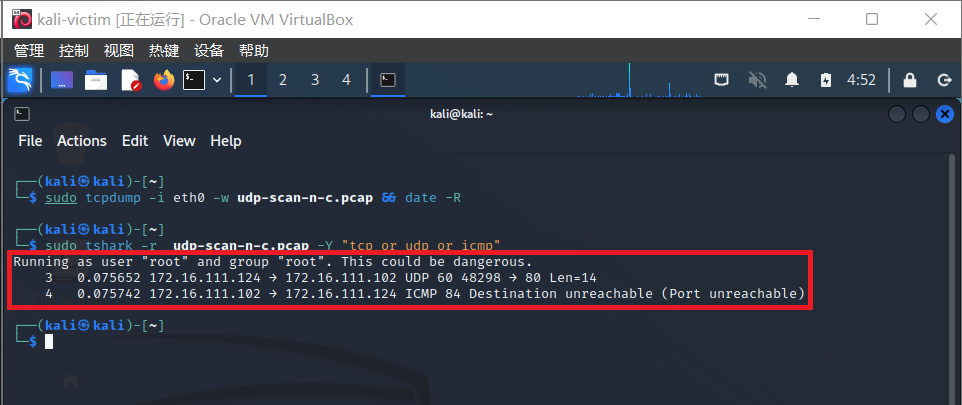 kali-victim [正在运行] - Oracle VM VirtualBox
管理 控制 视图 热键 设备 帮助
1 2 3 4 4:52
kali@kali: ~
File Actions Edit View Help
┌──(kali㉿kali)-[~]
└─$ sudo tcpdump -i eth0 -w udp-scan-n-c.pcap && date -R
┌──(kali㉿kali)-[~]
└─$ sudo tshark -r  udp-scan-n-c.pcap -Y "tcp or udp or icmp"
Running as user "root" and group "root". This could be dangerous.
    3   0.075652 172.16.111.124 → 172.16.111.102 UDP 60 48298 → 80 Len=14
    4   0.075742 172.16.111.102 → 172.16.111.124 ICMP 84 Destination unreachable (Port unreachable)
┌──(kali㉿kali)-[~]
└─$